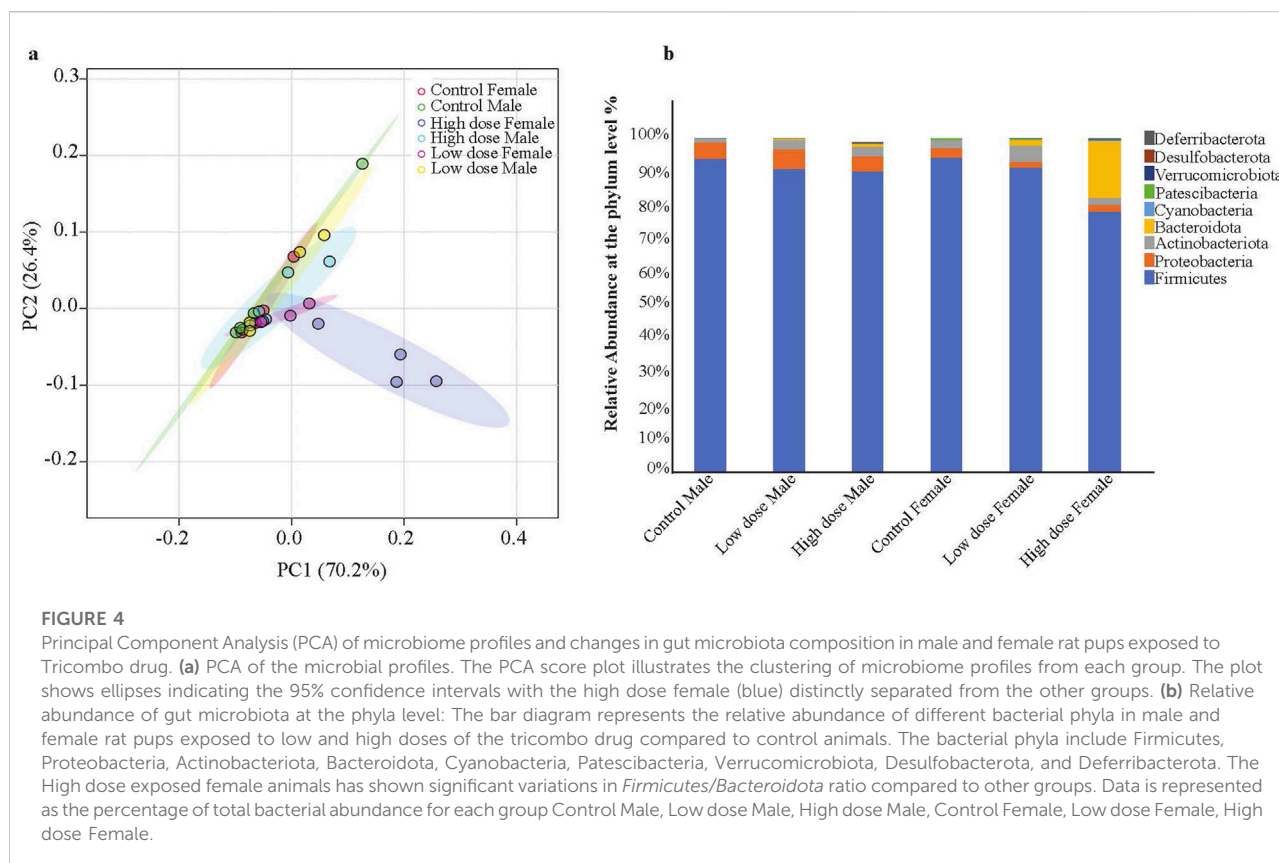 a
0.3
0.2
0.1
0.0
-0.1
-0.2
PC2 (26.4%)
-0.2
0.0
0.2
0.4
PC1 (70.2%)
Control Female
Control Male
High dose Female
High dose Male
Low dose Female
Low dose Male
b
Relative Abundance at the phylum level %
100%
90%
80%
70%
60%
50%
40%
30%
20%
10%
0%
Control Male
Low dose Male
High dose Male
Control Female
Low dose Female
High dose Female
Deferribacterota
Desulfobacterota
Verrucomicrobiota
Patescibacteria
Cyanobacteria
Bacteroidota
Actinobacteriota
Proteobacteria
Firmicutes
FIGURE 4
Principal Component Analysis (PCA) of microbiome profiles and changes in gut microbiota composition in male and female rat pups exposed to
Tricombo drug. (a) PCA of the microbial profiles. The PCA score plot illustrates the clustering of microbiome profiles from each group. The plot
shows ellipses indicating the 95% confidence intervals with the high dose female (blue) distinctly separated from the other groups. (b) Relative
abundance of gut microbiota at the phyla level: The bar diagram represents the relative abundance of different bacterial phyla in male and
female rat pups exposed to low and high doses of the tricombo drug compared to control animals. The bacterial phyla include Firmicutes,
Proteobacteria, Actinobacteriota, Bacteroidota, Cyanobacteria, Patescibacteria, Verrucomicrobiota, Desulfobacterota, and Deferribacterota. The
High dose exposed female animals has shown significant variations in Firmicutes/Bacteroidota ratio compared to other groups. Data is represented
as the percentage of total bacterial abundance for each group Control Male, Low dose Male, High dose Male, Control Female, Low dose Female, High
dose Female.